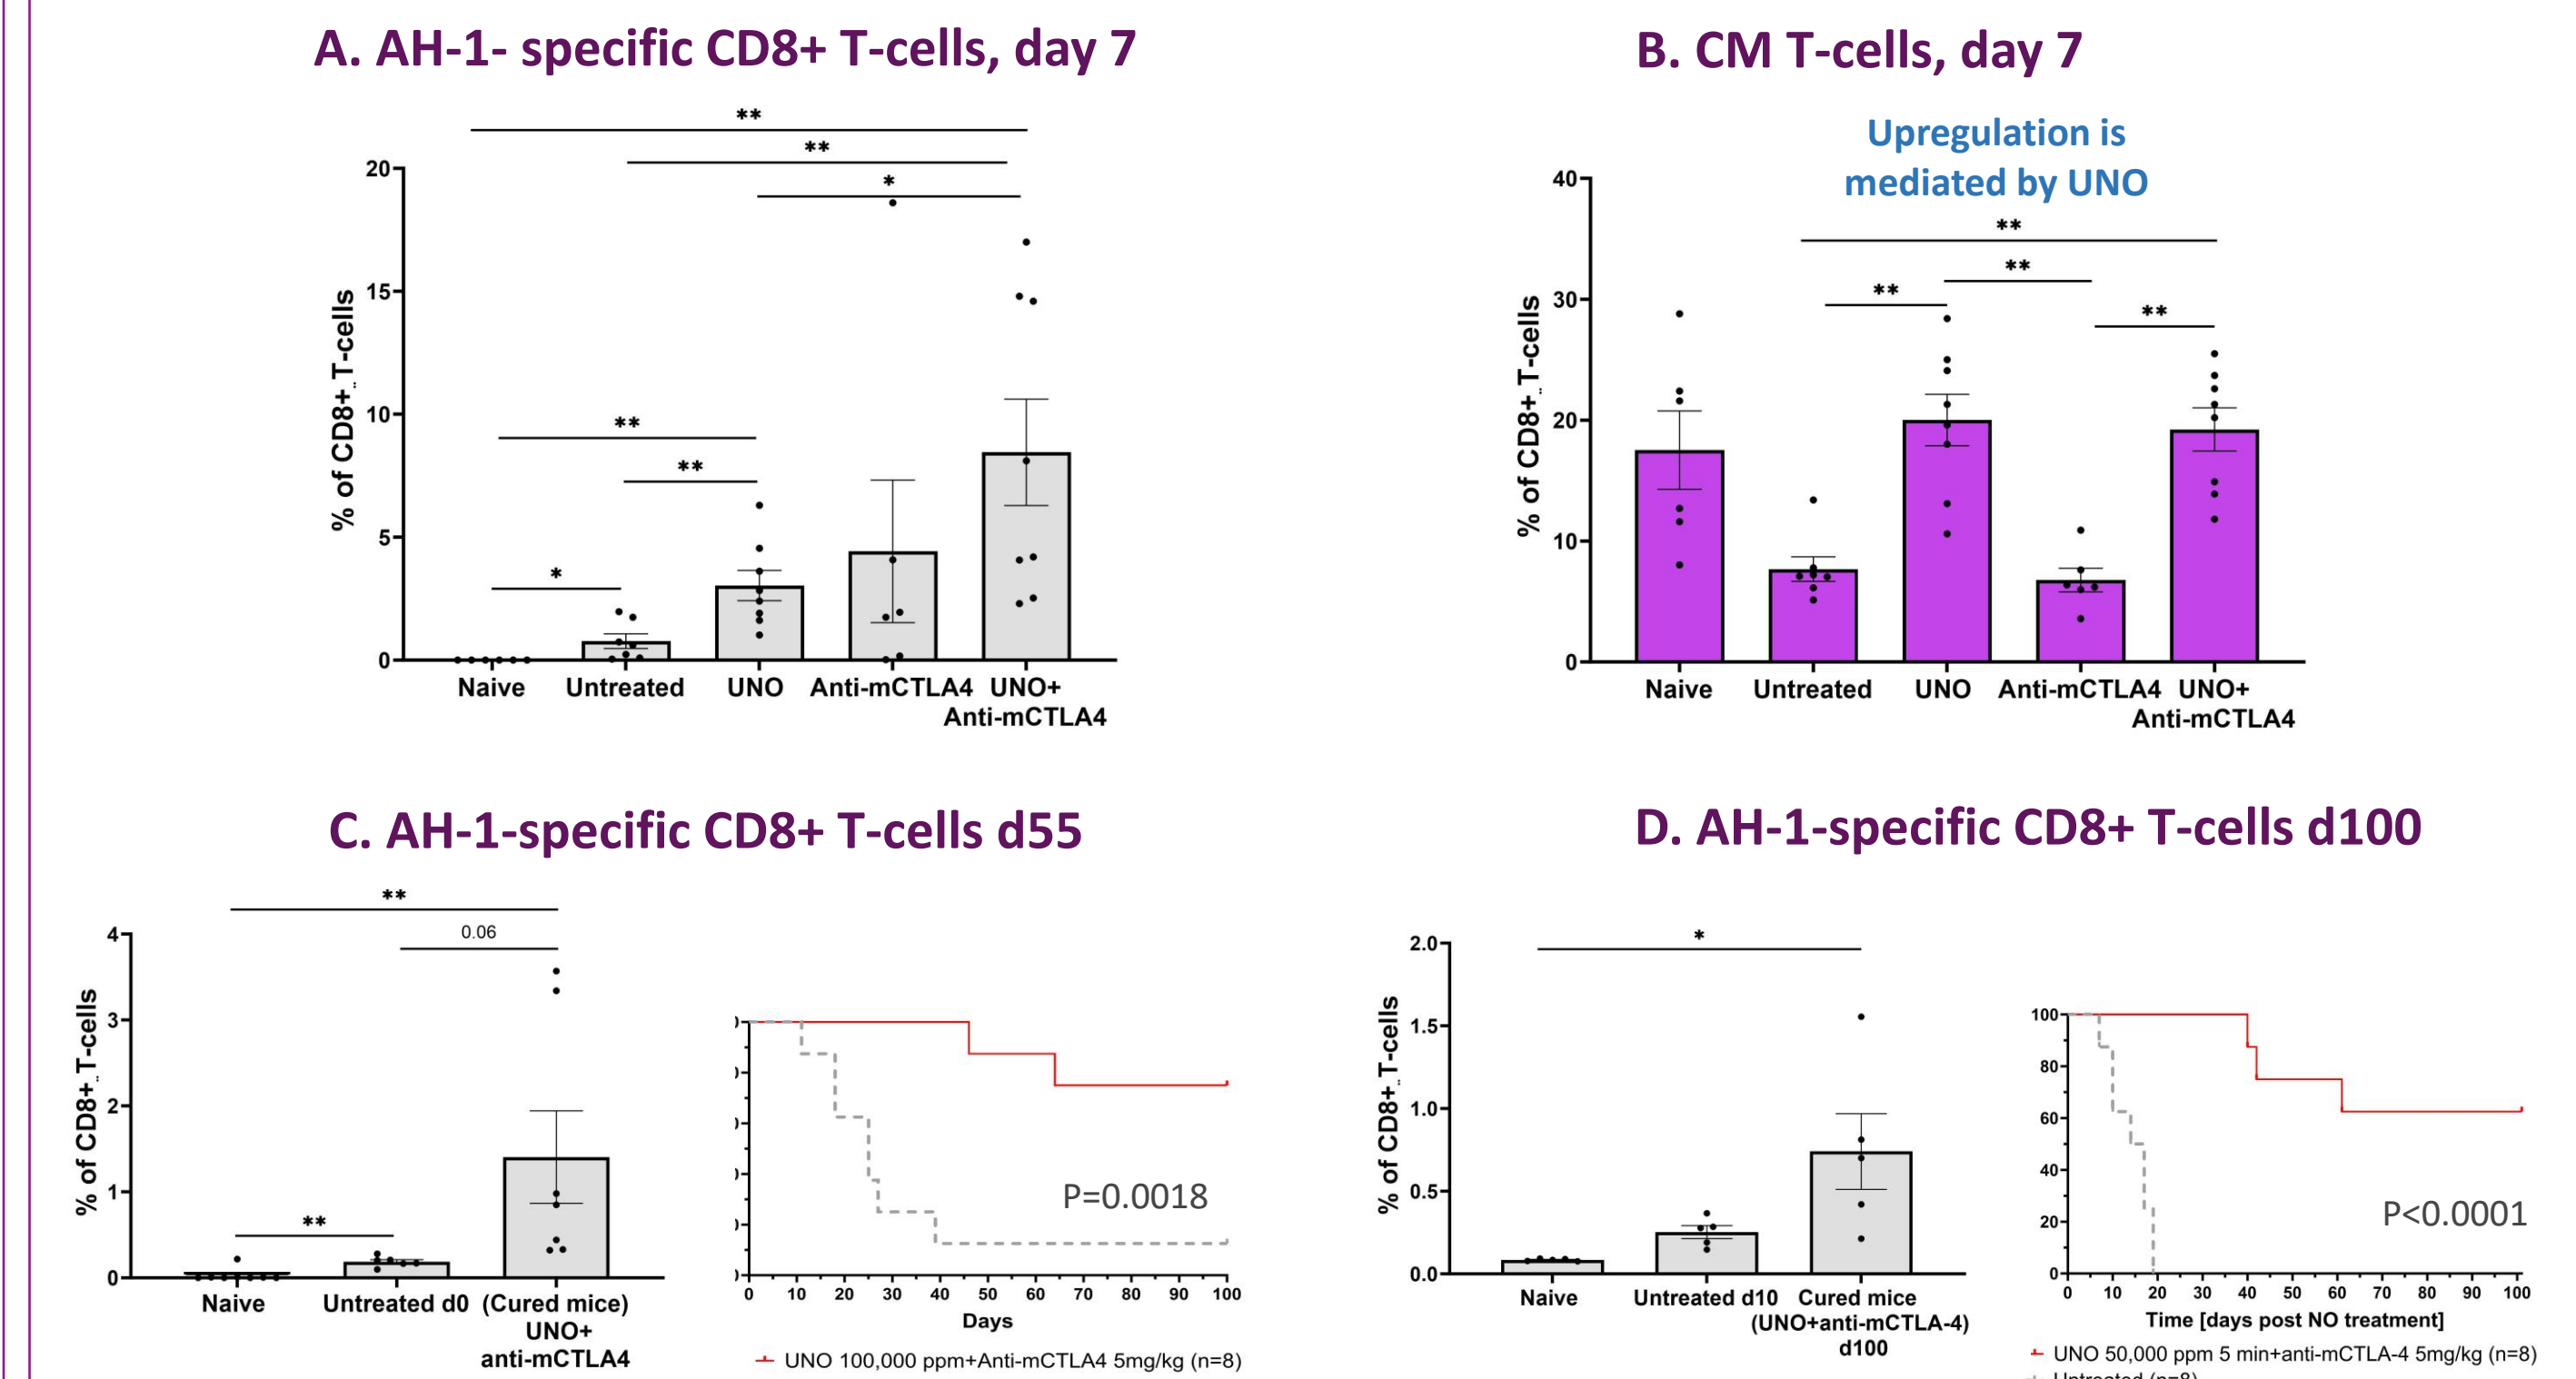 A. AH-1- specific CD8+ T-cells, day 7
**
**
*
**
**
*
% of CD8+ T-cells
20
15
10
5
0
Naive
Untreated
UNO
Anti-mCTLA4
UNO+
Anti-mCTLA4
B. CM T-cells, day 7
Upregulation is
mediated by UNO
**
**
**
**
% of CD8+ T-cells
40
30
20
10
0
Naive
Untreated
UNO
Anti-mCTLA4
UNO+
Anti-mCTLA4
C. AH-1-specific CD8+ T-cells d55
**
0.06
**
% of CD8+ T-cells
4
3
2
1
0
Naive
Untreated d0
(Cured mice)
UNO+
anti-mCTLA4
P=0.0018
0 10 20 30 40 50 60 70 80 90 100
Days
UNO 100,000 ppm+Anti-mCTLA4 5mg/kg (n=8)
D. AH-1-specific CD8+ T-cells d100
*
% of CD8+ T-cells
2.0
1.5
1.0
0.5
0.0
Naive
Untreated d10
Cured mice
(UNO+anti-mCTLA-4)
d100
100
80
60
40
20
0
P<0.0001
0 10 20 30 40 50 60 70 80 90 100
Time [days post NO treatment]
UNO 50,000 ppm 5 min+anti-mCTLA-4 5mg/kg (n=8)
Untreated (n=8)